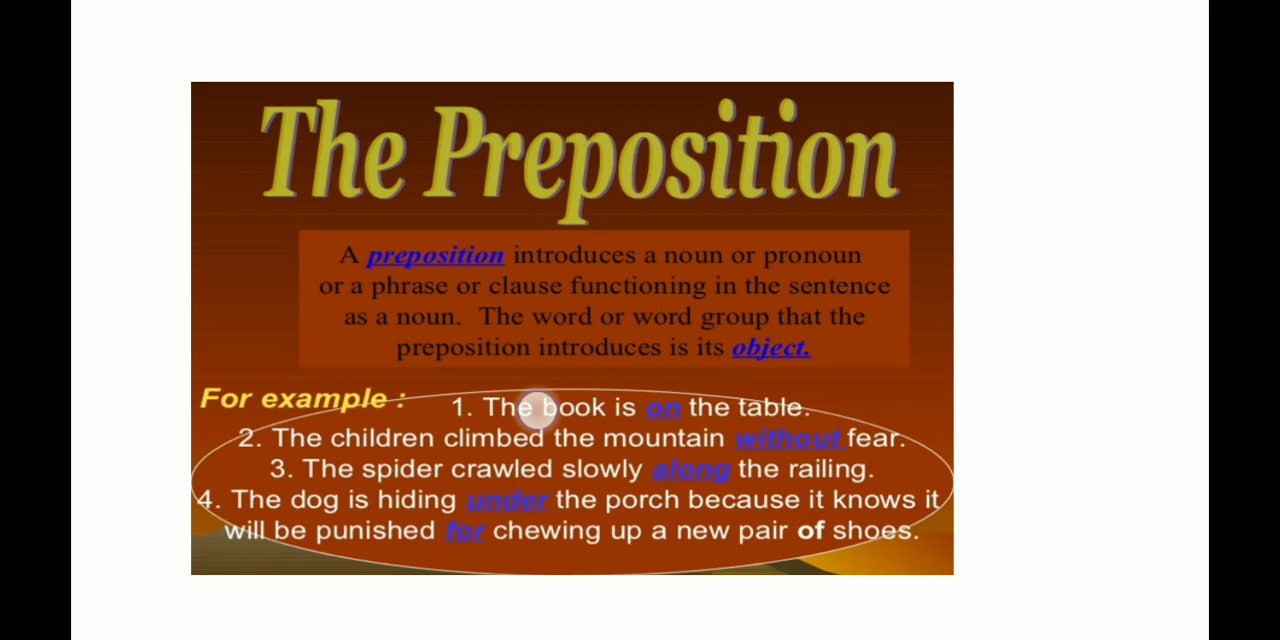 The Preposition
A preposition introduces a noun or pronoun
or a phrase or clause functioning in the sentence
as a noun. The word or word group that the
preposition introduces is its object.
For example :
1. The book is on the table.
2. The children climbed the mountain without fear.
3. The spider crawled slowly along the railing.
4. The dog is hiding under the porch because it knows it
will be punished for chewing up a new pair of shoes.